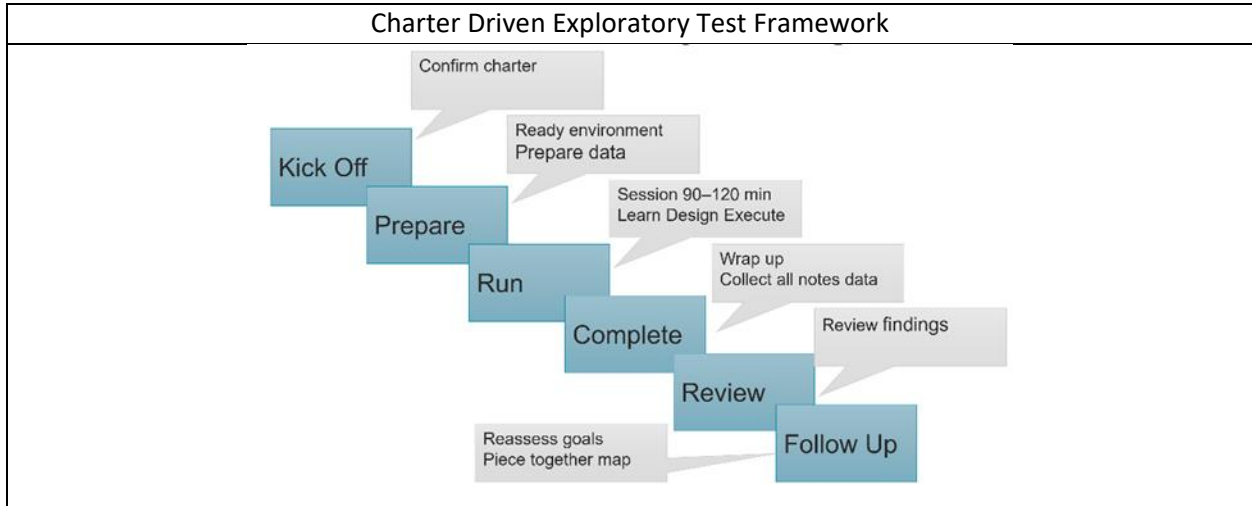 Charter Driven Exploratory Test Framework
Confirm charter
Kick Off
Ready environment
Prepare data
Prepare
Session 90–120 min
Learn Design Execute
Run
Wrap up
Collect all notes data
Complete
Review findings
Review
Reassess goals
Piece together map
Follow Up